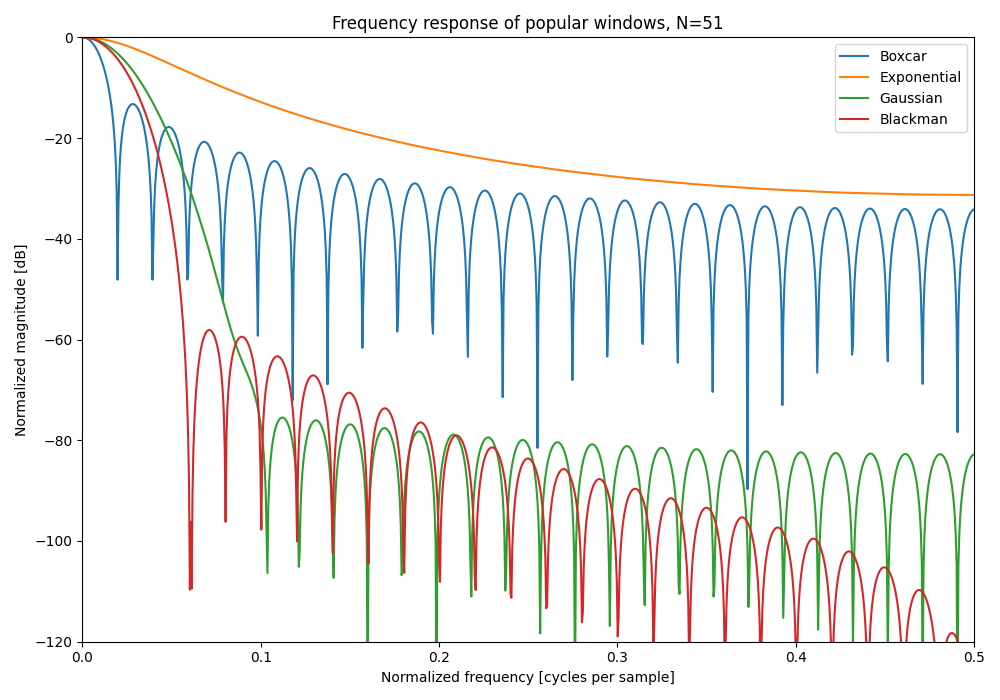 Frequency response of popular windows, N=51
Boxcar
Exponential
Gaussian
Blackman
Normalized magnitude [dB]
0
−20
−40
−60
−80
−100
−120
0.0 0.1 0.2 0.3 0.4 0.5
Normalized frequency [cycles per sample]